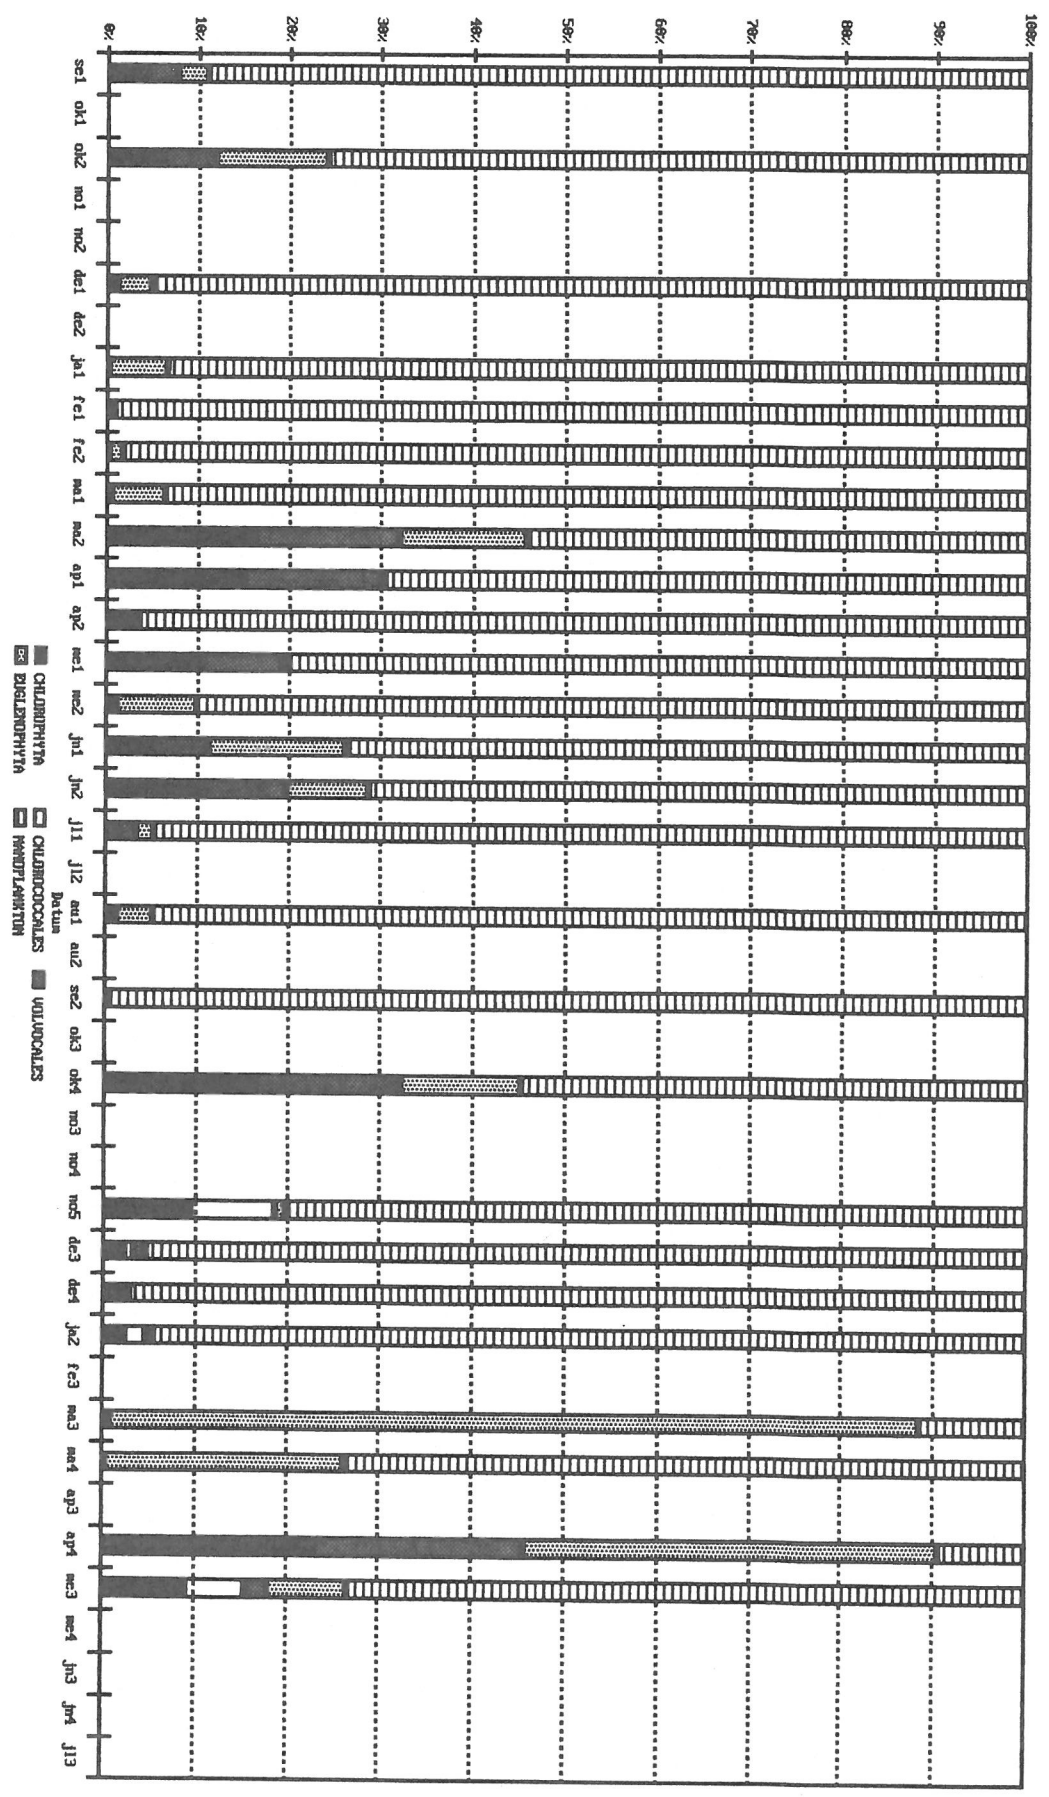 100%
90%
80%
70%
60%
50%
40%
30%
20%
10%
0%
se1 ok1 ok2 no1 no2 de1 de2 ja1 fe1 fe2 ma1 ma2 ap1 ap2 me1 me2 jn1 jn2 jl1 jl2 au1 au2 se2 ok3 ok4 no3 no4 no5 de3 de4 ja2 fe3 ma3 ma4 ap3 ap4 me3 me4 jn3 jn4 jl3
Datum
CHLOROPHYTA CHLOROCOCCALES VOLVOCALES
EUGLENOPHYTA NANNOPLANKTON